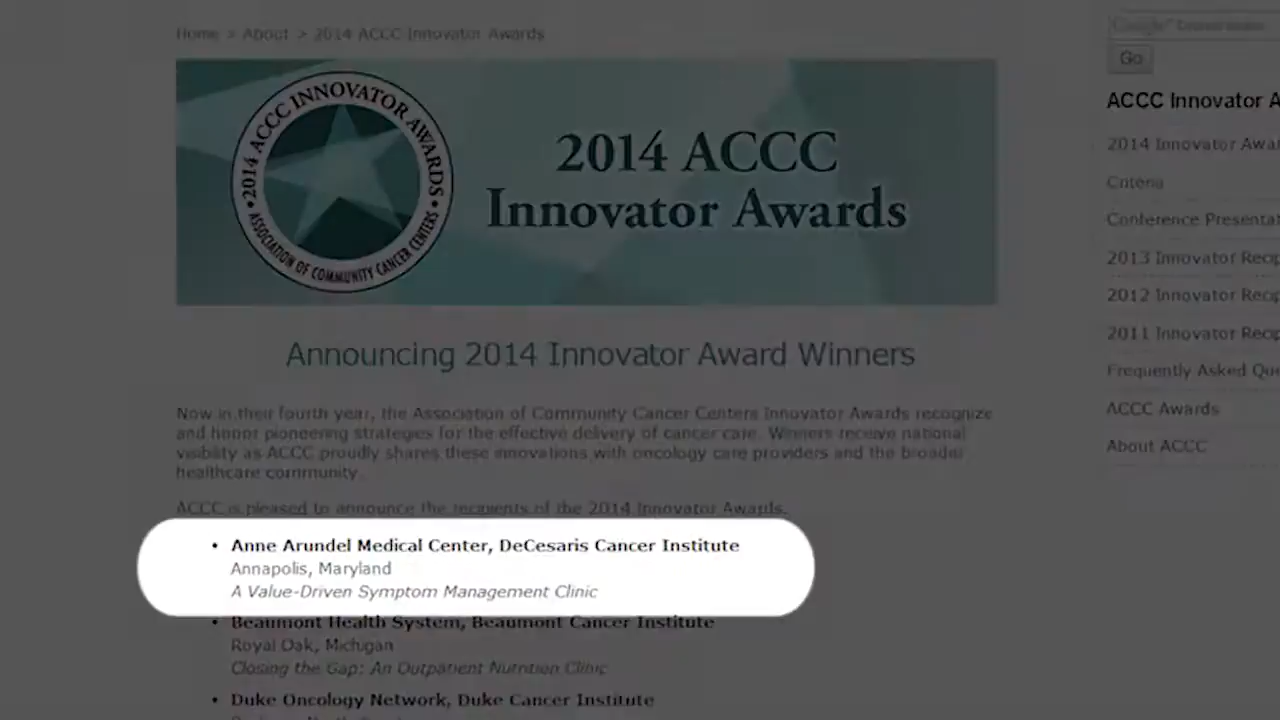 Home > About > 2014 ACCC Innovator Awards
• 2014 ACCC INNOVATOR AWARDS •
ASSOCIATION OF COMMUNITY CANCER CENTERS
2014 ACCC
Innovator Awards
Announcing 2014 Innovator Award Winners
Now in their fourth year, the Association of Community Cancer Centers Innovator Awards recognize
and honor pioneering strategies for the effective delivery of cancer care. Winners receive national
visibility as ACCC proudly shares these innovations with oncology care providers and the broader
healthcare community.
ACCC is pleased to announce the recipients of the 2014 Innovator Awards.
• Anne Arundel Medical Center, DeCesaris Cancer Institute
Annapolis, Maryland
A Value-Driven Symptom Management Clinic
• Beaumont Health System, Beaumont Cancer Institute
Royal Oak, Michigan
Closing the Gap: An Outpatient Nutrition Clinic
• Duke Oncology Network, Duke Cancer Institute
Google
Go
ACCC Innovator A
2014 Innovator Awa
Criteria
Conference Presenta
2013 Innovator Recip
2012 Innovator Recip
2011 Innovator Recip
Frequently Asked Que
ACCC Awards
About ACCC